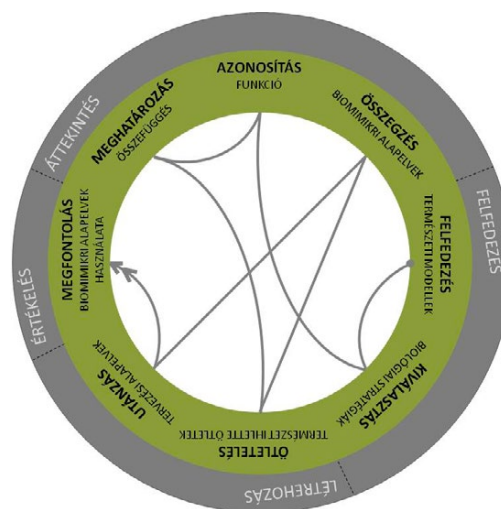 ÁTTEKINTÉS
FELFEDEZÉS
LÉTREHOZÁS
ÉRTÉKELÉS
AZONOSÍTÁS
FUNKCIÓ
ÖSSZEGZÉS
BIOMIMIKRI ALAPELVEK
FELFEDEZÉS
TERMÉSZETI MODELLEK
KIVÁLASZTÁS
BIOLÓGIAI STRATÉGIÁK
ÖTLETELÉS
TERMÉSZET IHLETTE ÖTLETEK
UTÁNZÁS
TERVEZÉSI ALAPELVEK
MEGFONTOLÁS
BIOMIMIKRI ALAPELVEK
HASZNÁLATA
MEGHATÁROZÁS
ÖSSZEFÜGGÉS